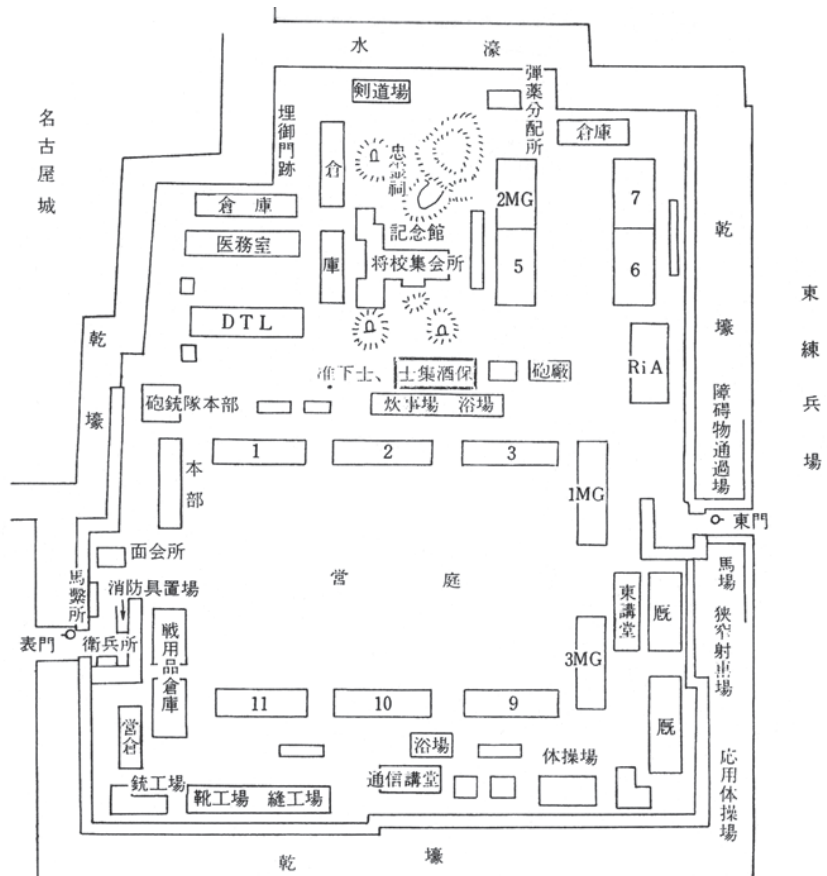 水濠
名古屋城
剣道場
弾薬分配所
倉庫
埋御門跡
倉庫
忠霊祠
2MG
7
倉庫
医務室
記念館
将校集会所
5
6
乾壕
東練兵場
DTL
乾壕
RiA
准下士、士集酒保
砲廠
砲銃隊本部
炊事場 浴場
障碍物通過場
本部
1
2
3
1MG
東門
面会所
営庭
馬繋所
消防具置場
馬場
東講堂
厩
狭窄射撃場
表門
衛兵所
戦用品倉庫
3MG
11
10
9
厩
営倉
浴場
体操場
通信講堂
応用体操場
銃工場
靴工場 縫工場
乾壕